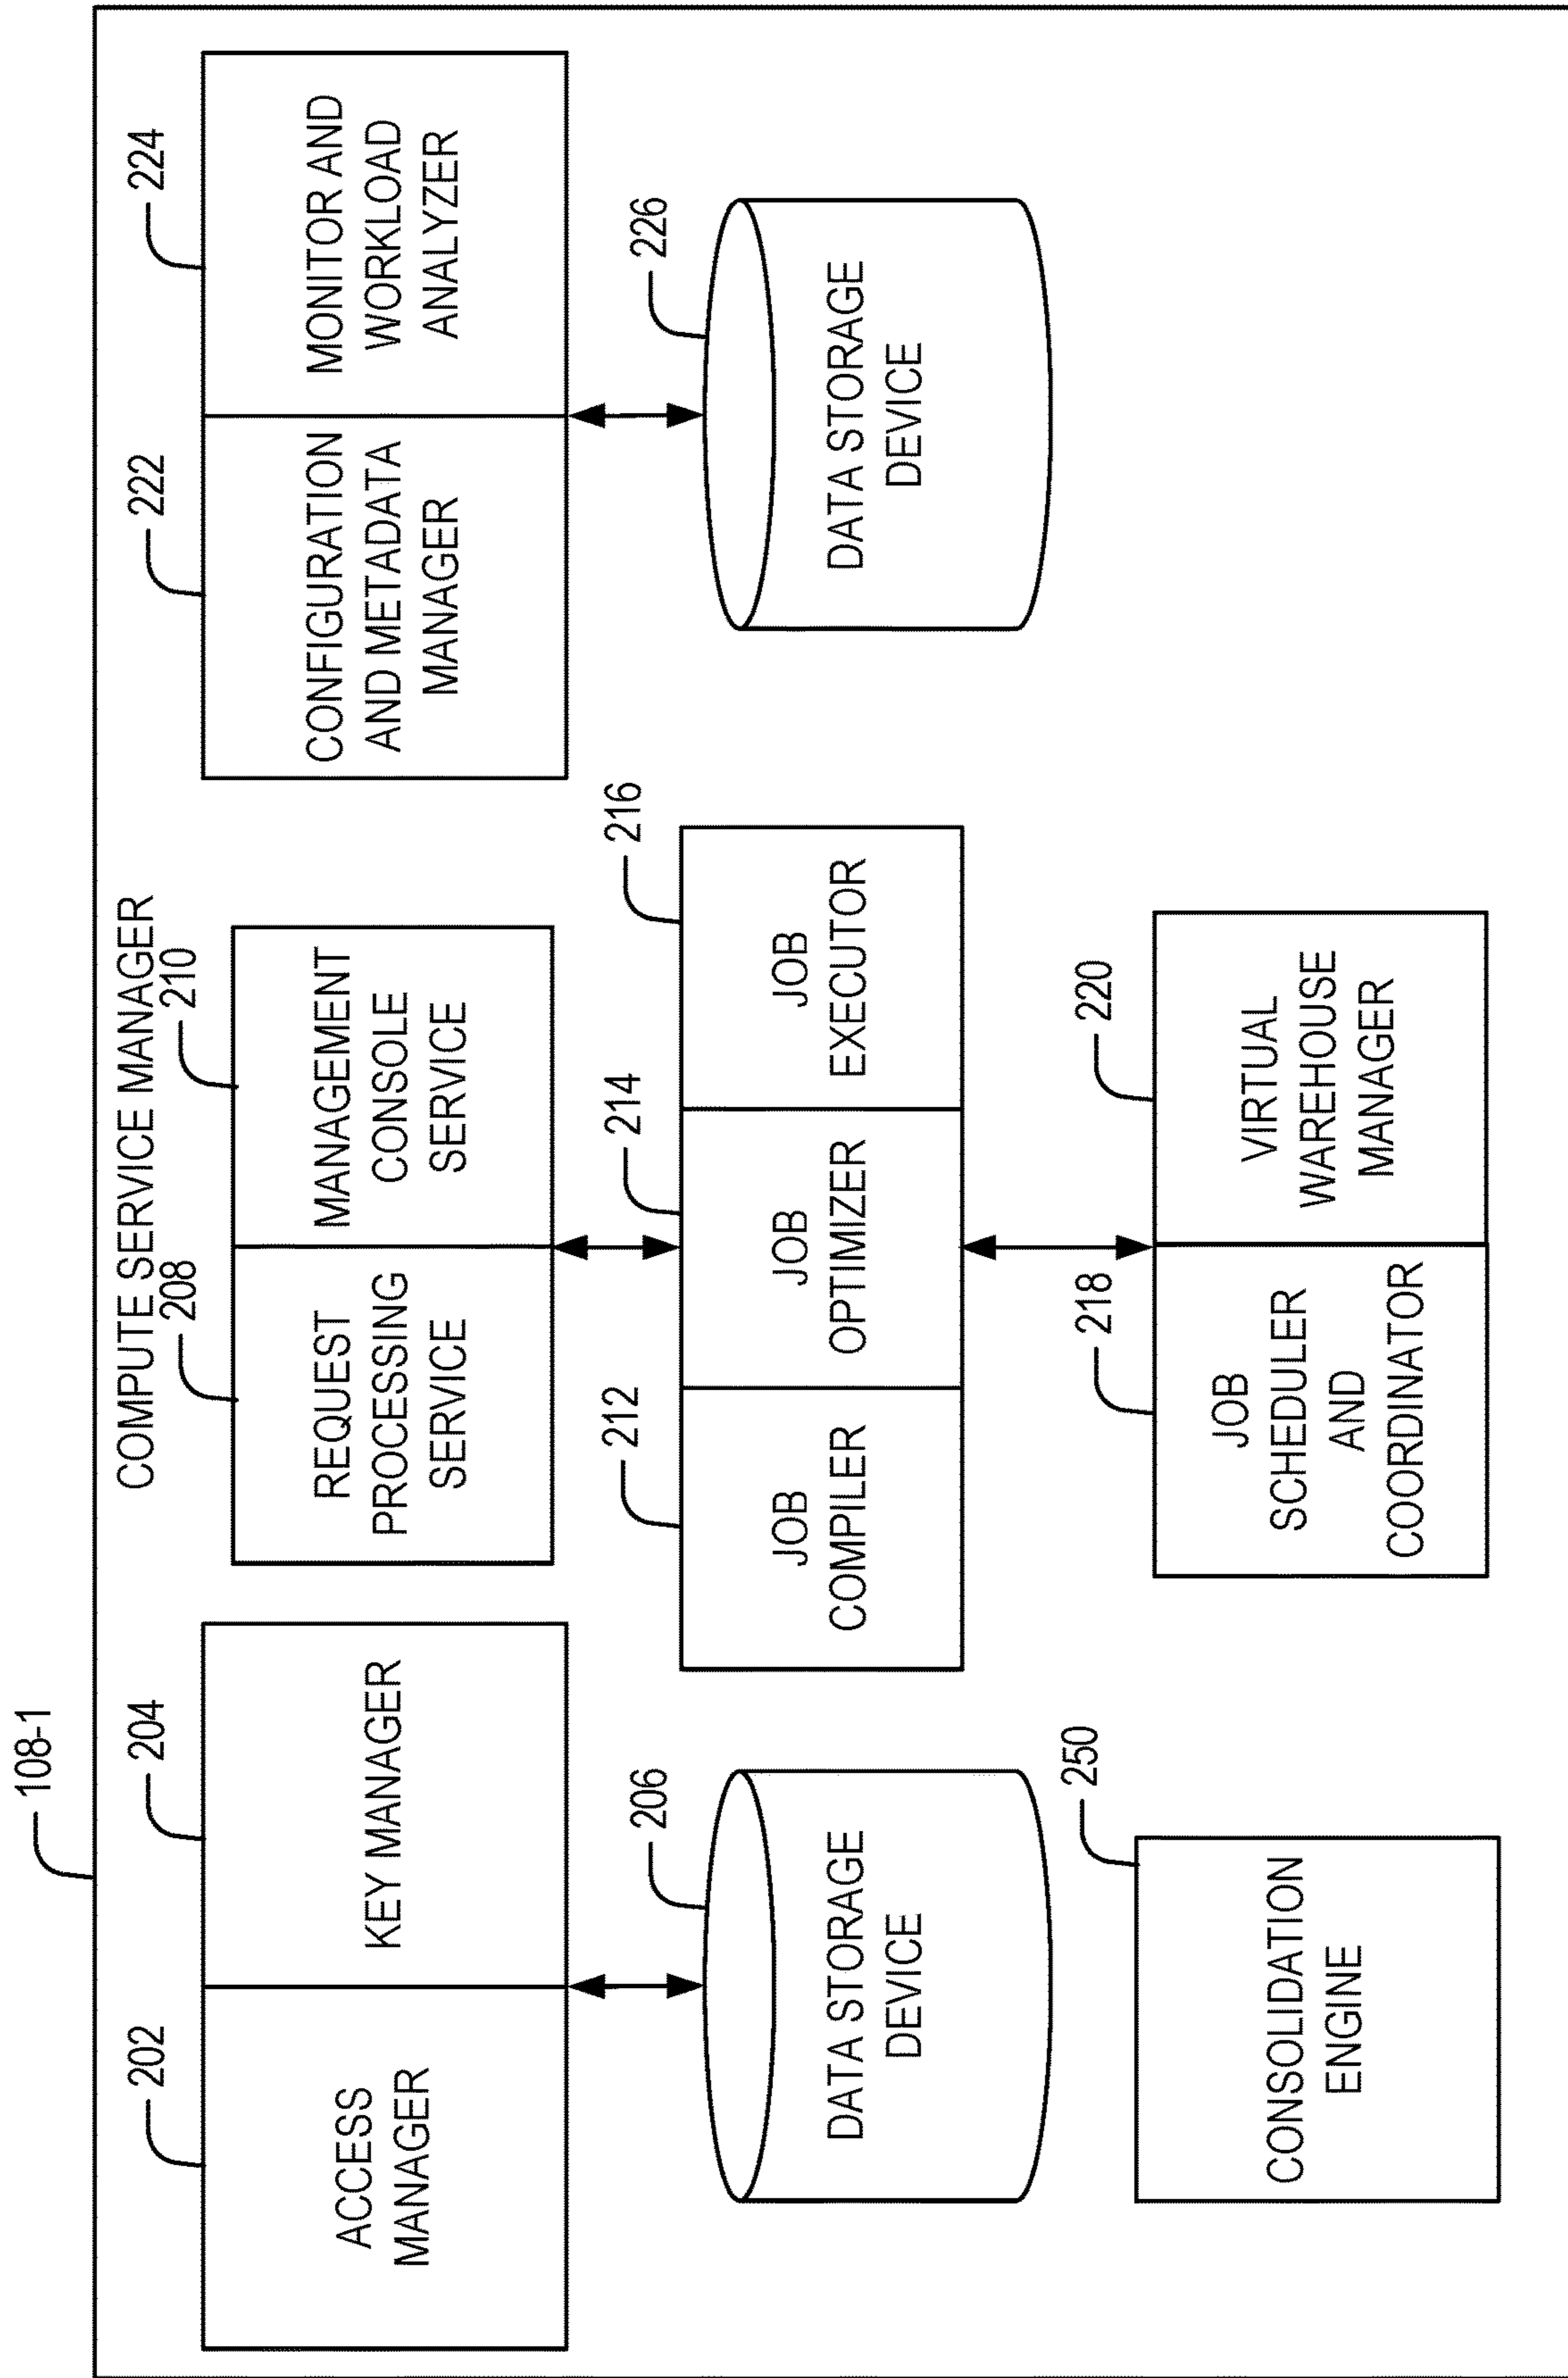 108-1
COMPUTE SERVICE MANAGER
202
204
208
210
222
224
ACCESS
MANAGER
KEY MANAGER
REQUEST
PROCESSING
SERVICE
MANAGEMENT
CONSOLE
SERVICE
CONFIGURATION
AND METADATA
MANAGER
MONITOR AND
WORKLOAD
ANALYZER
206
212
214
216
226
DATA STORAGE
DEVICE
JOB
COMPILER
JOB
OPTIMIZER
JOB
EXECUTOR
DATA STORAGE
DEVICE
250
218
220
CONSOLIDATION
ENGINE
JOB
SCHEDULER
AND
COORDINATOR
VIRTUAL
WAREHOUSE
MANAGER